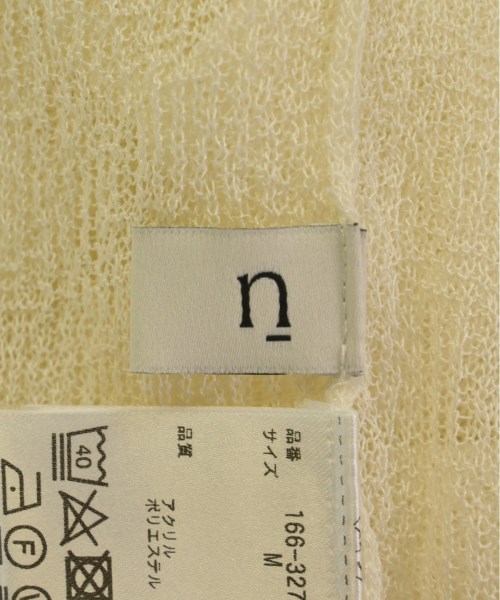 n
品番 166-327
サイズ M
品質 アクリル
ポリエステル
40
F